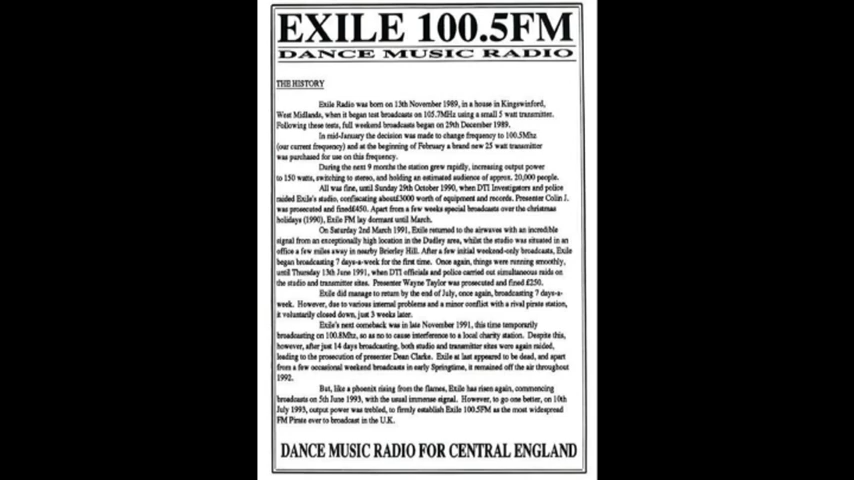 EXILE 100.5FM
DANCE MUSIC RADIO
THE HISTORY
Exile Radio was born on 13th November 1989, in a house in Kingswinford,
West Midlands, when it began test broadcasts on 105.7MHz using a small 5 watt transmitter.
Following these tests, full weekend broadcasts began on 29th December 1989.
In mid-January the decision was made to change frequency to 100.5Mhz
(our current frequency) and at the beginning of February a brand new 25 watt transmitter
was purchased for use on this frequency.
During the next 9 months the station grew rapidly, increasing output power
to 150 watts, switching to stereo, and holding an estimated audience of approx. 20,000 people.
All was fine, until Sunday 29th October 1990, when DTI Investigators and police
raided Exile's studio, confiscating about£3000 worth of equipment and records. Presenter Colin J.
was prosecuted and fined£450. Apart from a few weeks special broadcasts over the christmas
holidays (1990), Exile FM lay dormant until March.
On Saturday 2nd March 1991, Exile returned to the airwaves with an incredible
signal from an exceptionally high location in the Dudley area, whilst the studio was situated in an
office a few miles away in nearby Brierley Hill. After a few initial weekend-only broadcasts, Exile
began broadcasting 7 days-a-week for the first time. Once again, things were running smoothly,
until Thursday 13th June 1991, when DTI officials and police carried out simultaneous raids on
the studio and transmitter sites. Presenter Wayne Taylor was prosecuted and fined £250.
Exile did manage to return by the end of July, once again, broadcasting 7 days-a-
week. However, due to various internal problems and a minor conflict with a rival pirate station,
it voluntarily closed down, just 3 weeks later.
Exile's next comeback was in late November 1991, this time temporarily
broadcasting on 100.8Mhz, so as no to cause interference to a local charity station. Despite this,
however, after just 14 days broadcasting, both studio and transmitter sites were again raided,
leading to the prosecution of presenter Dean Clarke. Exile at last appeared to be dead, and apart
from a few occasional weekend broadcasts in early Springtime, it remained off the air throughout
1992.
But, like a phoenix rising from the flames, Exile has risen again, commencing
broadcasts on 5th June 1993, with the usual immense signal. However, to go one better, on 10th
July 1993, output power was trebled, to firmly establish Exile 100.5FM as the most widespread
FM Pirate ever to broadcast in the U.K.
DANCE MUSIC RADIO FOR CENTRAL ENGLAND